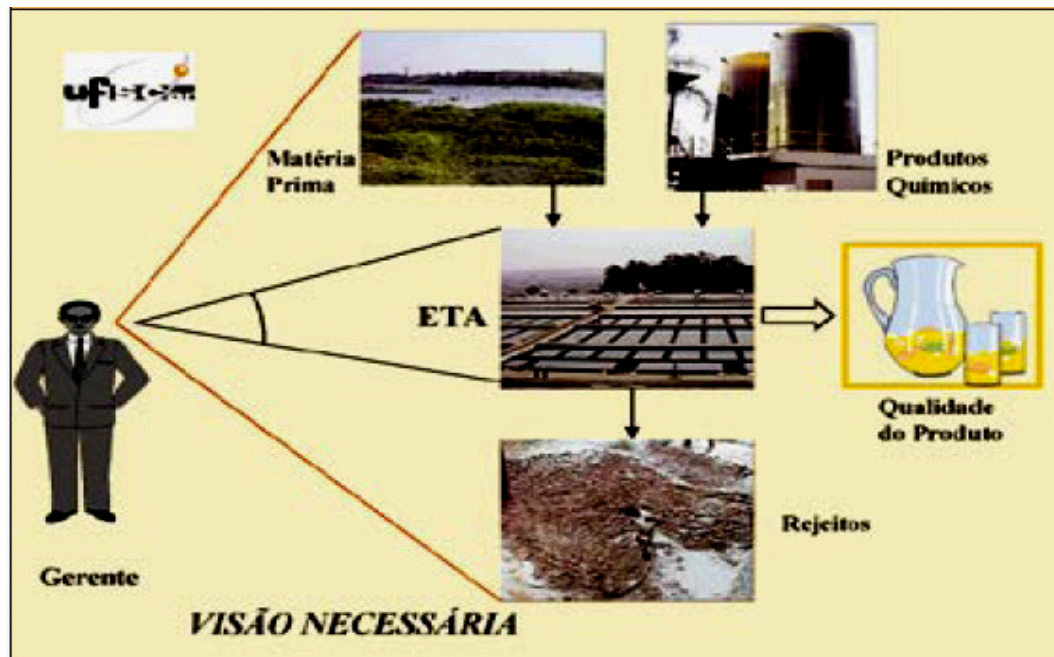 Matéria
Prima
Produtos
Químicos
ETA
Qualidade
do Produto
Rejeitos
Gerente
VISÃO NECESSÁRIA